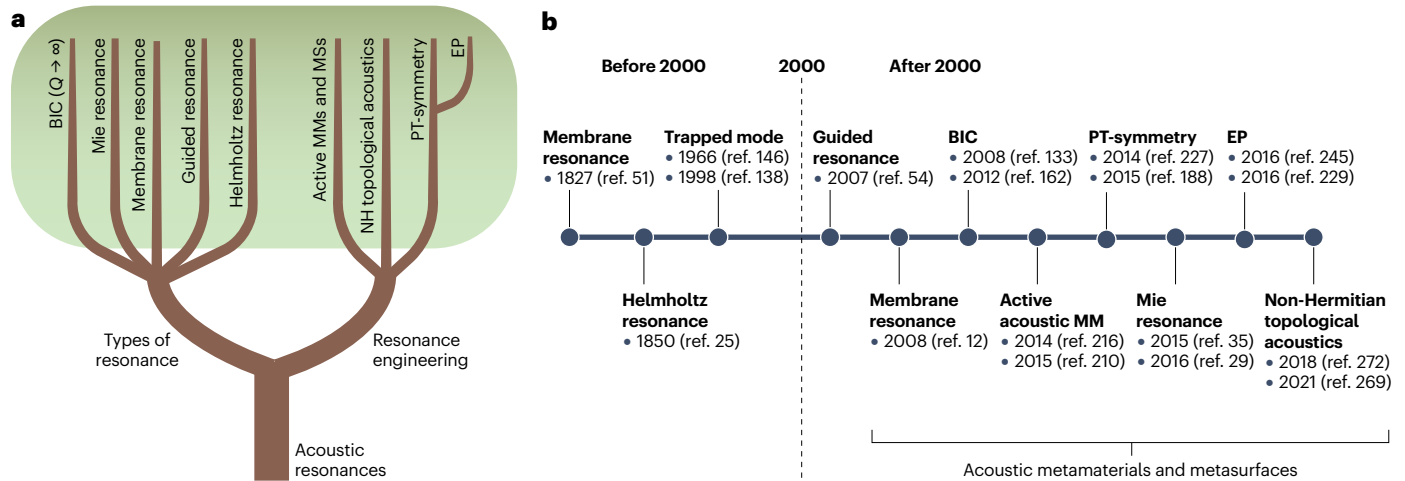 a
BIC (Q → ∞)
Mie resonance
Membrane resonance
Guided resonance
Helmholtz resonance
Active MMs and MSs
NH topological acoustics
PT-symmetry
EP
Types of
resonance
Resonance
engineering
Acoustic
resonances
b
Before 2000
2000
After 2000
Membrane
resonance
• 1827 (ref. 51)
Trapped mode
• 1966 (ref. 146)
• 1998 (ref. 138)
Guided
resonance
• 2007 (ref. 54)
BIC
• 2008 (ref. 133)
• 2012 (ref. 162)
PT-symmetry
• 2014 (ref. 227)
• 2015 (ref. 188)
EP
• 2016 (ref. 245)
• 2016 (ref. 229)
Helmholtz
resonance
• 1850 (ref. 25)
Membrane
resonance
• 2008 (ref. 12)
Active
acoustic MM
• 2014 (ref. 216)
• 2015 (ref. 210)
Mie
resonance
• 2015 (ref. 35)
• 2016 (ref. 29)
Non-Hermitian
topological
acoustics
• 2018 (ref. 272)
• 2021 (ref. 269)
Acoustic metamaterials and metasurfaces